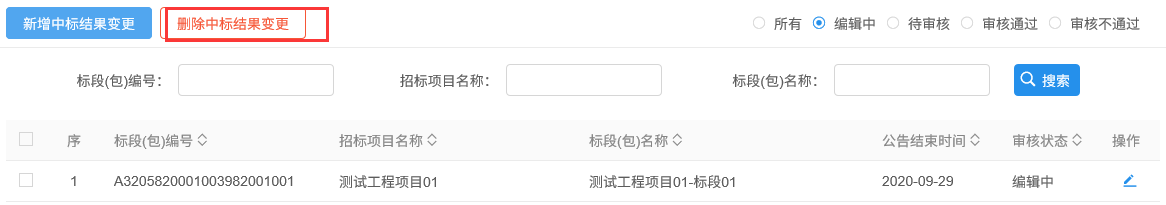 新增中标结果变更 删除中标结果变更 所有 编辑中 待审核 审核通过 审核不通过
标段(包)编号： 招标项目名称： 标段(包)名称： 搜索
序 标段(包)编号 招标项目名称 标段(包)名称 公告结束时间 审核状态 操作
1 A3205820001003982001001 测试工程项目01 测试工程项目01-标段01 2020-09-29 编辑中